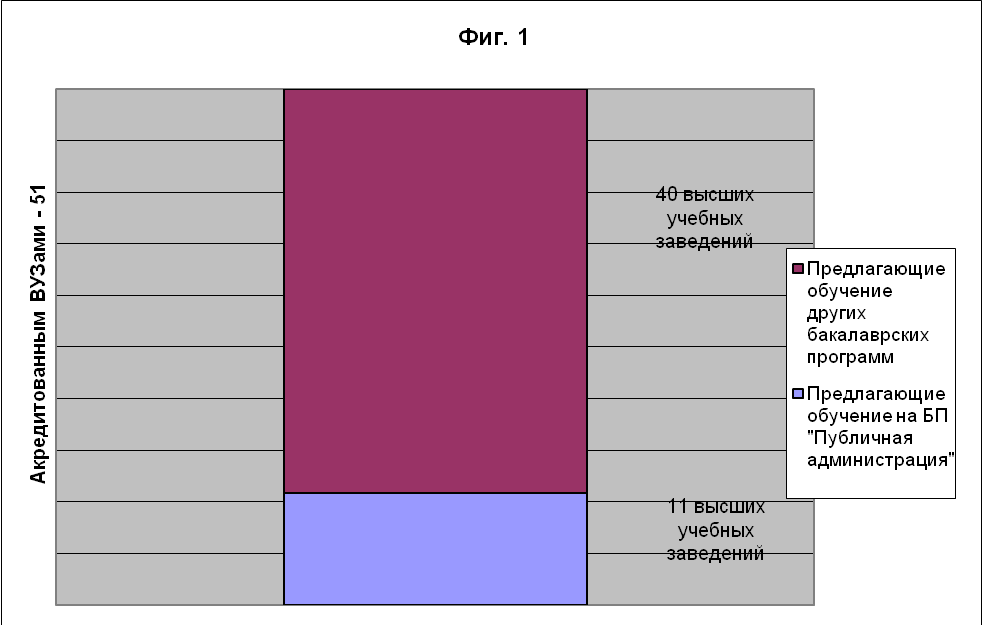 Фиг. 1
Акредитованным ВУЗами - 51
40 высших
учебных
заведений
11 высших
учебных
заведений
Предлагающие
обучение
других
бакалаврских
программ
Предлагающие
обучение на БП
"Публичная
администрация"